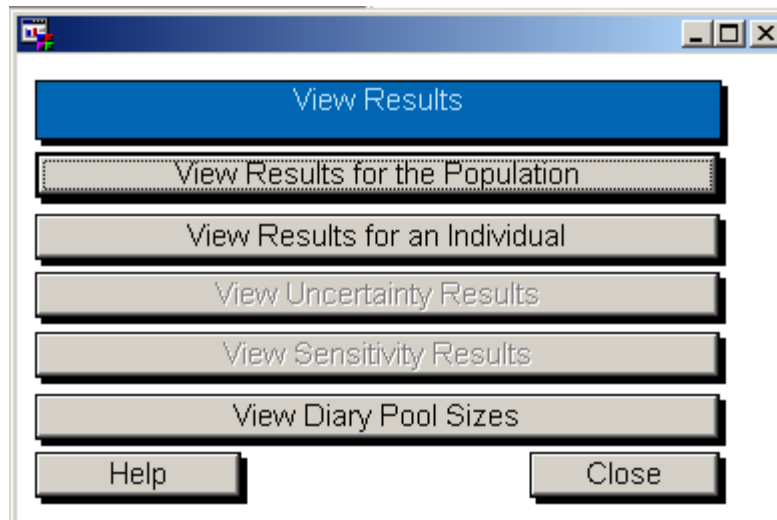 View Results
View Results for the Population
View Results for an Individual
View Uncertainty Results
View Sensitivity Results
View Diary Pool Sizes
Help
Close